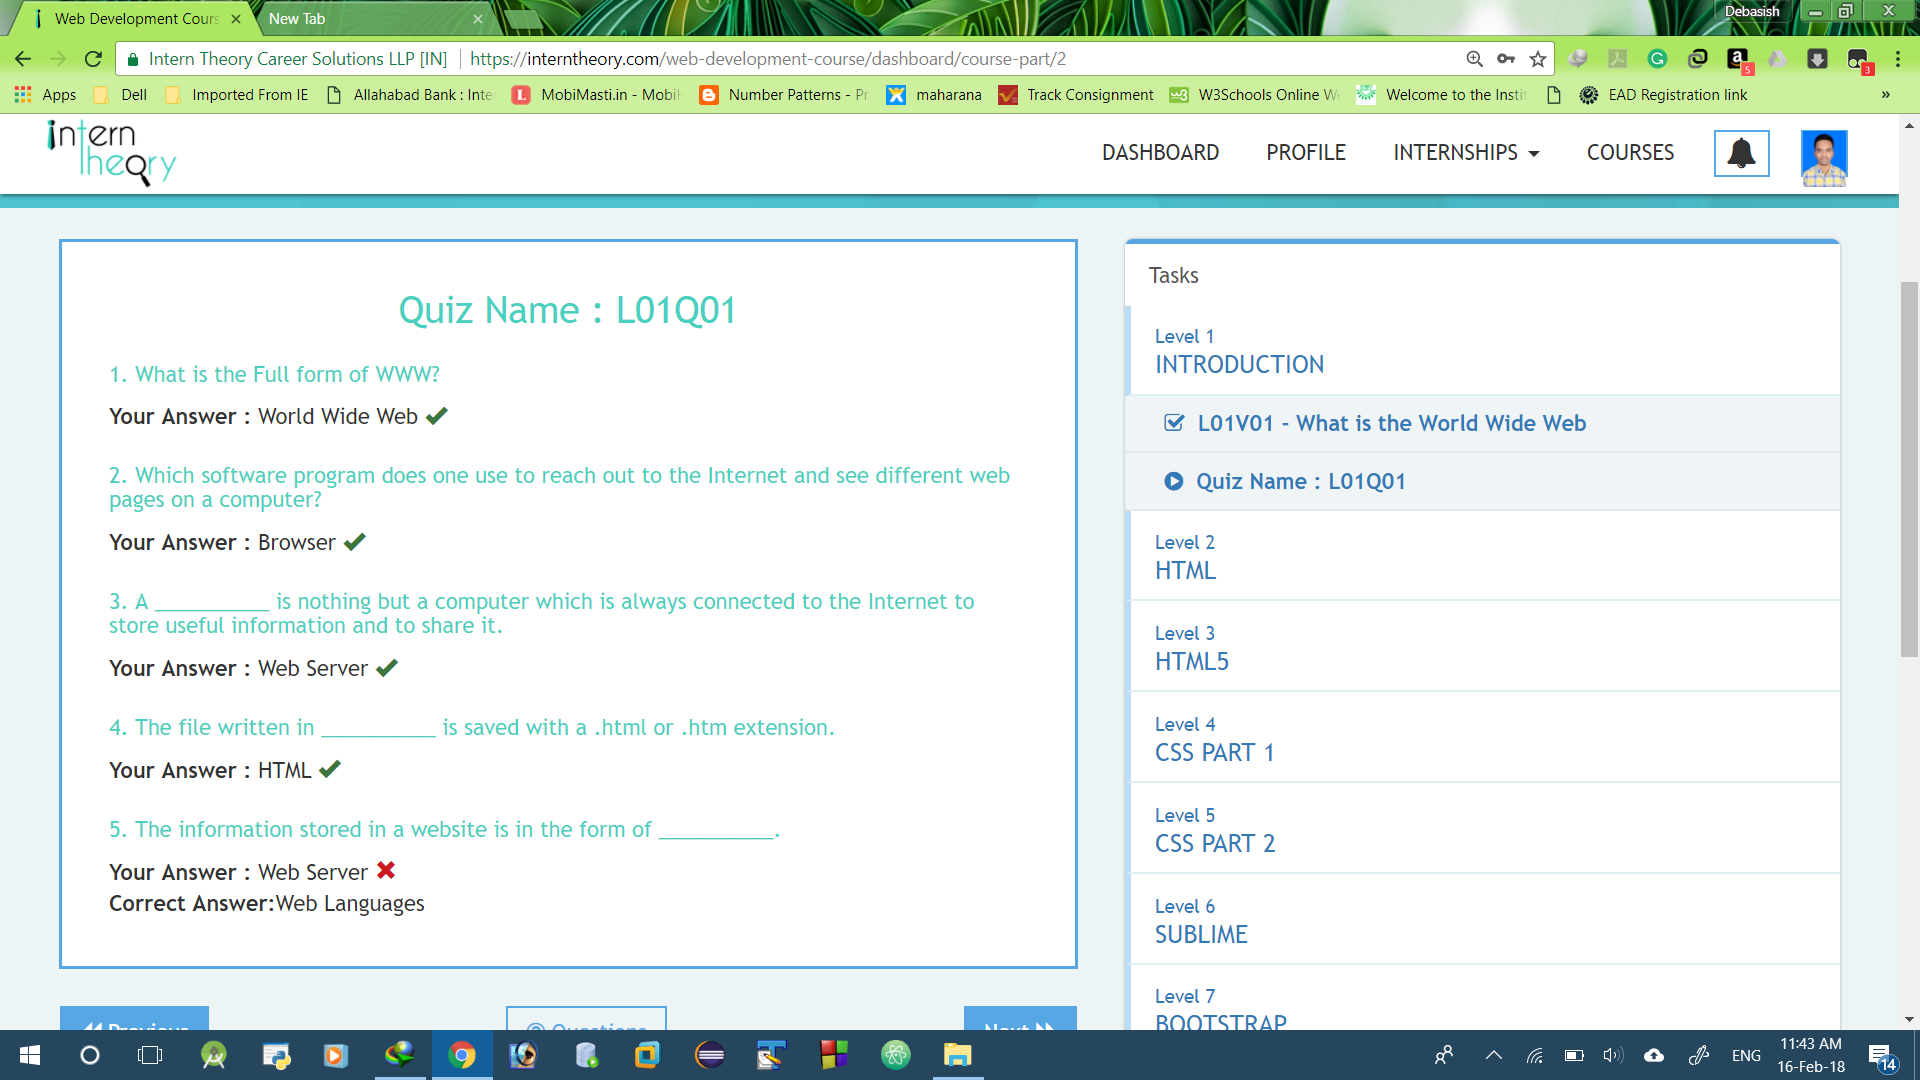 Web Development Cours
New Tab
Debasish
Intern Theory Career Solutions LLP [IN]
https://interntheory.com/web-development-course/dashboard/course-part/2
5
3
Apps
Dell
Imported From IE
Allahabad Bank : Inte
MobiMasti.in - Mobi
Number Patterns - Pr
maharana
Track Consignment
W3Schools Online W
Welcome to the Instit
EAD Registration link
»
intern
Theory
DASHBOARD
PROFILE
INTERNSHIPS
COURSES
Quiz Name : L01Q01
1. What is the Full form of WWW?
Your Answer : World Wide Web
2. Which software program does one use to reach out to the Internet and see different web
pages on a computer?
Your Answer : Browser
3. A __________ is nothing but a computer which is always connected to the Internet to
store useful information and to share it.
Your Answer : Web Server
4. The file written in __________ is saved with a .html or .htm extension.
Your Answer : HTML
5. The information stored in a website is in the form of __________.
Your Answer : Web Server
Correct Answer:Web Languages
Previous
Questions
Next
Tasks
Level 1
INTRODUCTION
L01V01 - What is the World Wide Web
Quiz Name : L01Q01
Level 2
HTML
Level 3
HTML5
Level 4
CSS PART 1
Level 5
CSS PART 2
Level 6
SUBLIME
Level 7
BOOTSTRAP
ENG
11:43 AM
16-Feb-18
14